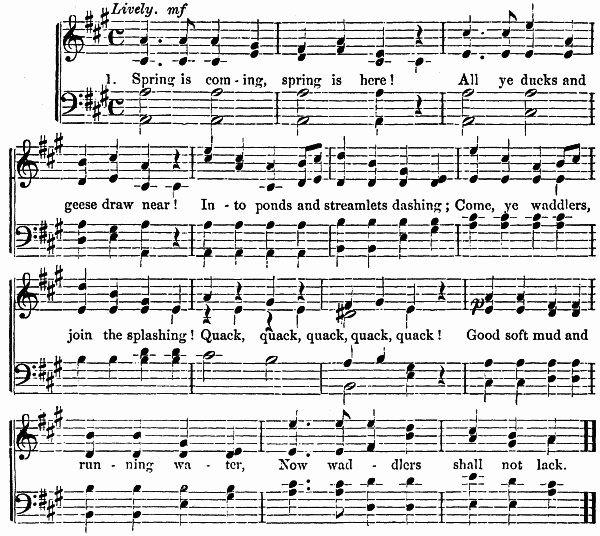 Lively. mf
1. Spring is com - ing, spring is here! All ye ducks and
geese draw near! In - to ponds and streamlets dashing; Come, ye waddlers,
join the splashing! Quack, quack, quack, quack, quack! Good soft mud and
p
run - ning wa - ter, Now wad - dlers shall not lack.